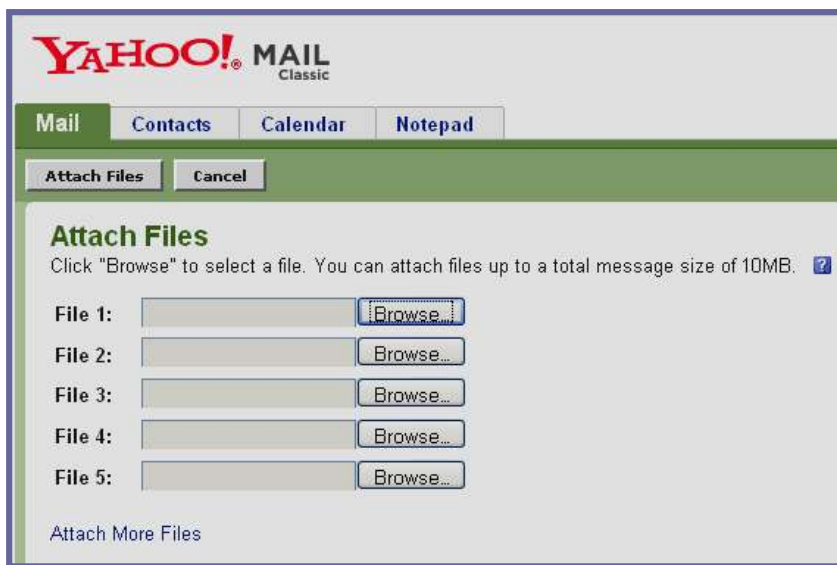 YAHOO!® MAIL
Classic
Mail Contacts Calendar Notepad
Attach Files Cancel
Attach Files
Click "Browse" to select a file. You can attach files up to a total message size of 10MB. ?
File 1: Browse...
File 2: Browse...
File 3: Browse...
File 4: Browse...
File 5: Browse...
Attach More Files